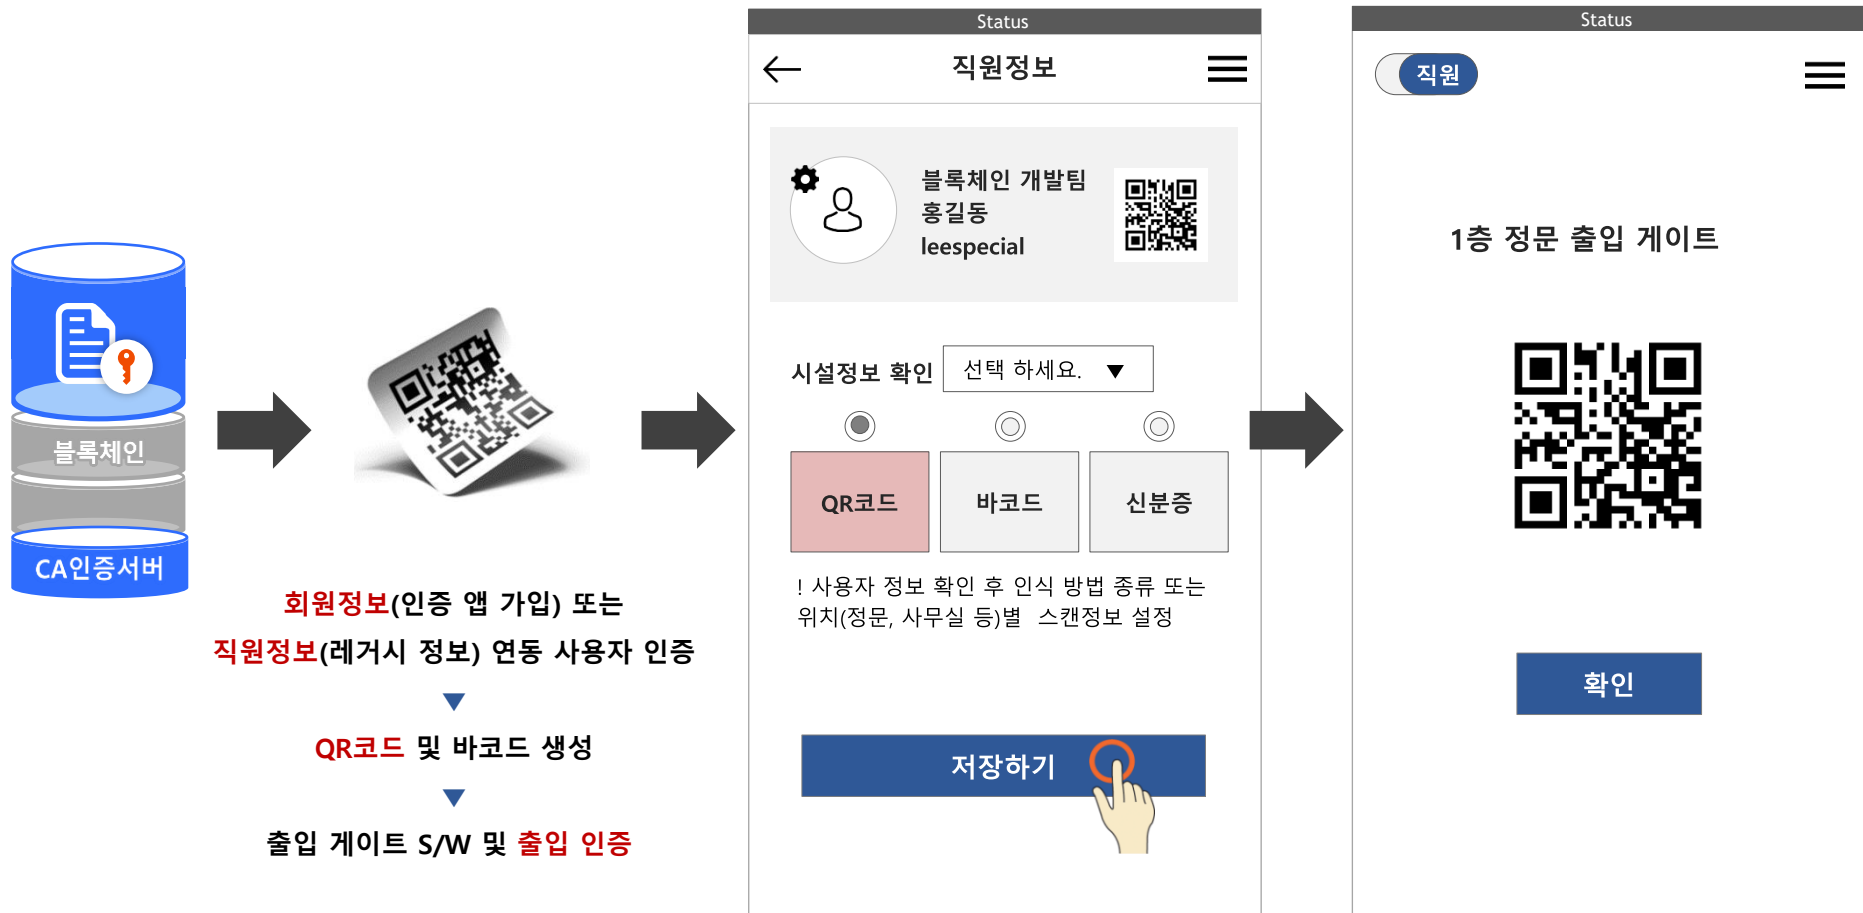 블록체인
CA인증서버
회원정보(인증 앱 가입) 또는
직원정보(레거시 정보) 연동 사용자 인증
▼
QR코드 및 바코드 생성
▼
출입 게이트 S/W 및 출입 인증
Status
직원정보
블록체인 개발팀
홍길동
leespecial
시설정보 확인 선택 하세요. ▼
QR코드 바코드 신분증
! 사용자 정보 확인 후 인식 방법 종류 또는
위치(정문, 사무실 등)별 스캔정보 설정
저장하기
Status
직원
1층 정문 출입 게이트
확인